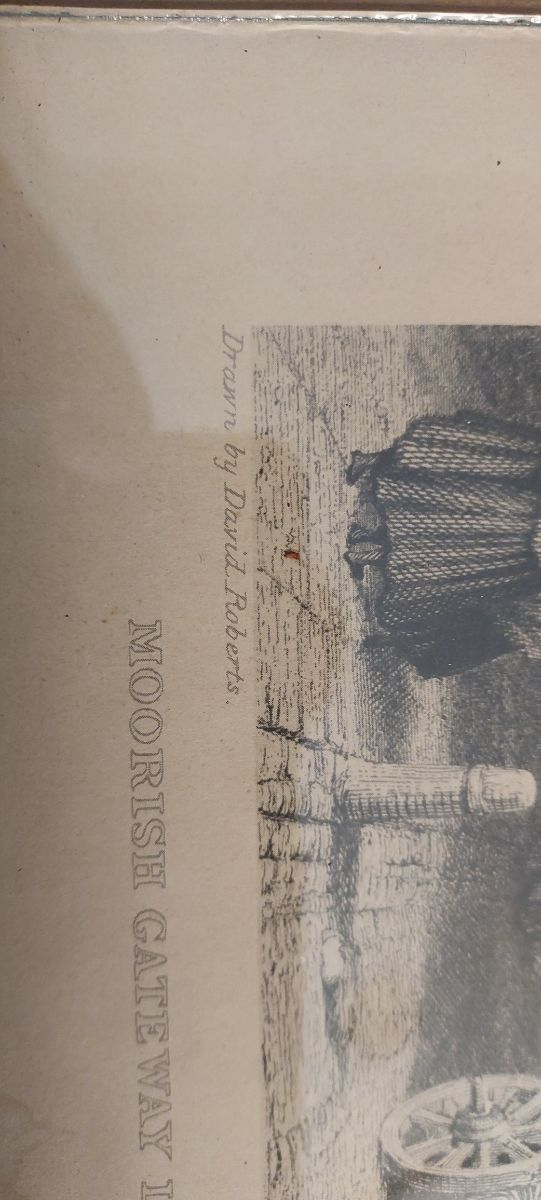 Drawn by David Roberts.
MOORISH GATEWAY